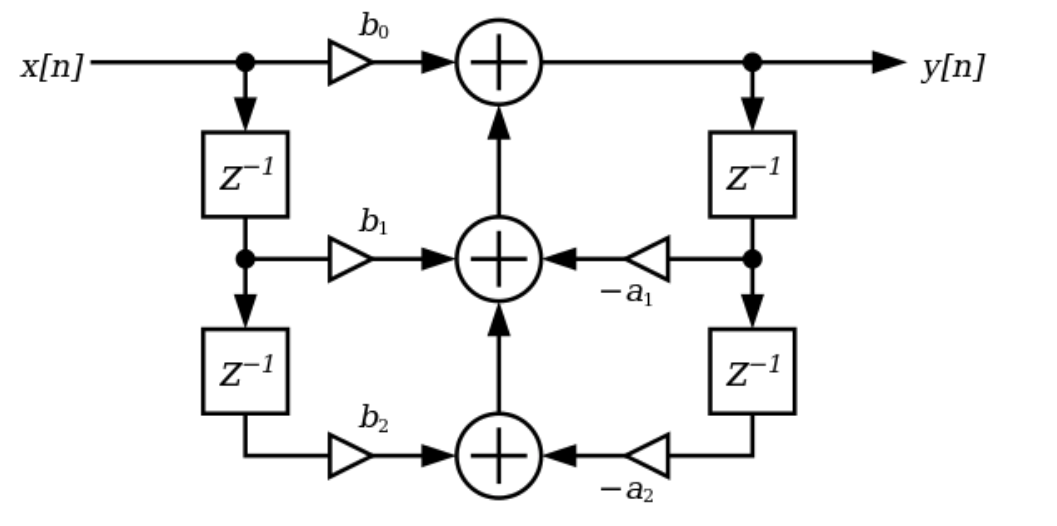 b₀
x[n]
y[n]
z⁻¹
z⁻¹
b₁
−a₁
z⁻¹
z⁻¹
b₂
−a₂